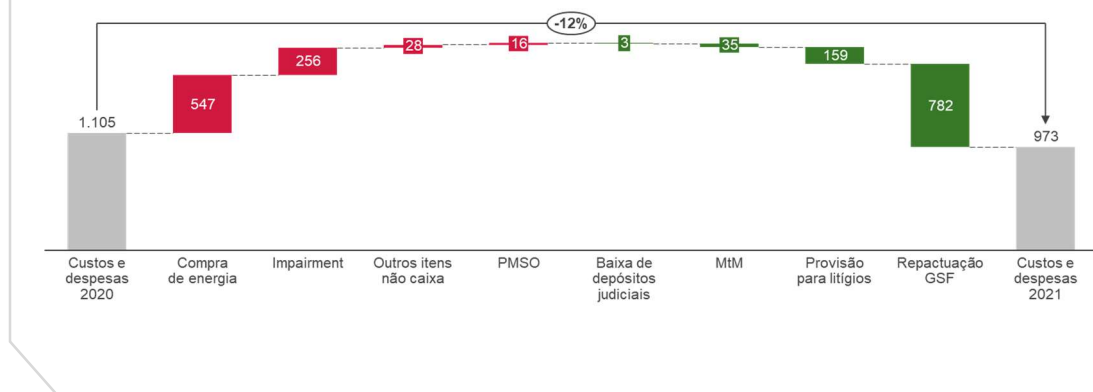 -12%
28
16
3
35
256
159
547
782
1.105
973
Custos e
despesas
2020
Compra
de energia
Impairment
Outros itens
não caixa
PMSO
Baixa de
depósitos
judiciais
MtM
Provisão
para litígios
Repactuação
GSF
Custos e
despesas
2021